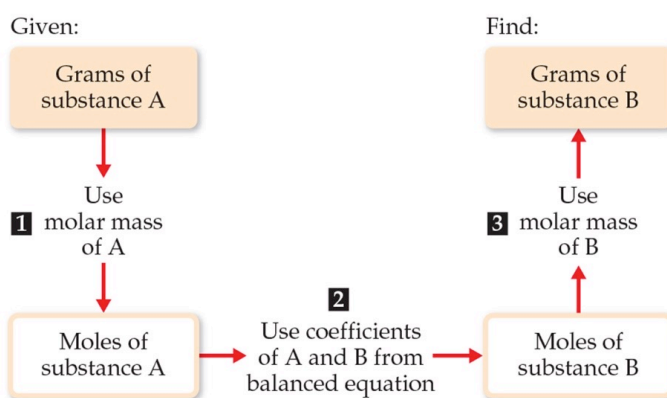 Given:
Grams of
substance A
1
Use
molar mass
of A
Moles of
substance A
2
Use coefficients
of A and B from
balanced equation
Find:
Grams of
substance B
3
Use
molar mass
of B
Moles of
substance B